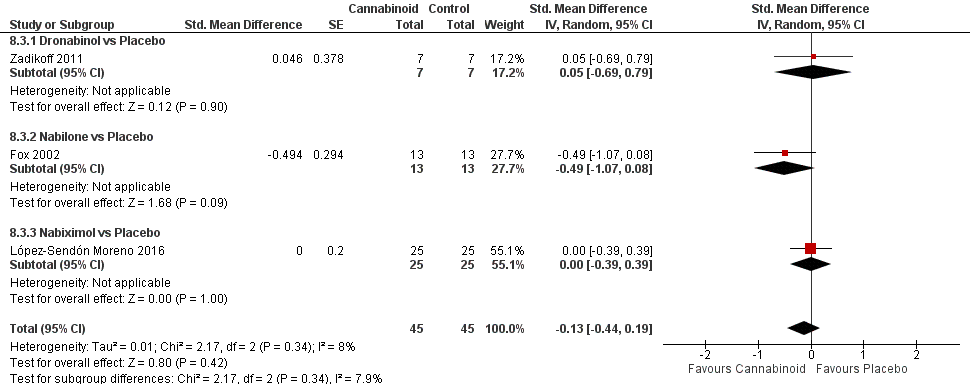 Cannabinoid Control Std. Mean Difference Std. Mean Difference
Study or Subgroup Std. Mean Difference SE Total Total Weight IV, Random, 95% CI IV, Random, 95% CI
8.3.1 Dronabinol vs Placebo
Zadikoff 2011 0.046 0.378 7 7 17.2% 0.05 [-0.69, 0.79]
Subtotal (95% CI) 7 7 17.2% 0.05 [-0.69, 0.79]
Heterogeneity: Not applicable
Test for overall effect: Z = 0.12 (P = 0.90)
8.3.2 Nabilone vs Placebo
Fox 2002 -0.494 0.294 13 13 27.7% -0.49 [-1.07, 0.08]
Subtotal (95% CI) 13 13 27.7% -0.49 [-1.07, 0.08]
Heterogeneity: Not applicable
Test for overall effect: Z = 1.68 (P = 0.09)
8.3.3 Nabiximol vs Placebo
López-Sendón Moreno 2016 0 0.2 25 25 55.1% 0.00 [-0.39, 0.39]
Subtotal (95% CI) 25 25 55.1% 0.00 [-0.39, 0.39]
Heterogeneity: Not applicable
Test for overall effect: Z = 0.00 (P = 1.00)
Total (95% CI) 45 45 100.0% -0.13 [-0.44, 0.19]
Heterogeneity: Tau² = 0.01; Chi² = 2.17, df = 2 (P = 0.34); I² = 8%
-2 -1 0 1 2
Test for overall effect: Z = 0.80 (P = 0.42)
Favours Cannabinoid Favours Placebo
Test for subgroup differences: Chi² = 2.17, df = 2 (P = 0.34), I² = 7.9%